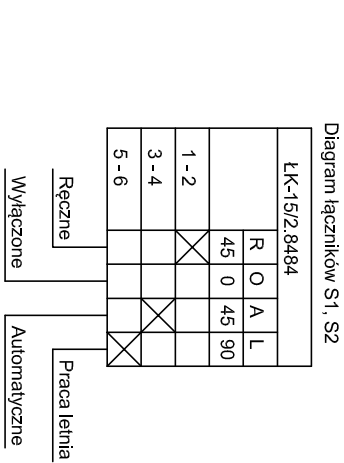 Diagram łączników S1, S2
ŁK-15/2.8484
R O A L
45 0 45 90
1 - 2
3 - 4
5 - 6
Ręczne
Wyłączone
Automatyczne
Praca letnia